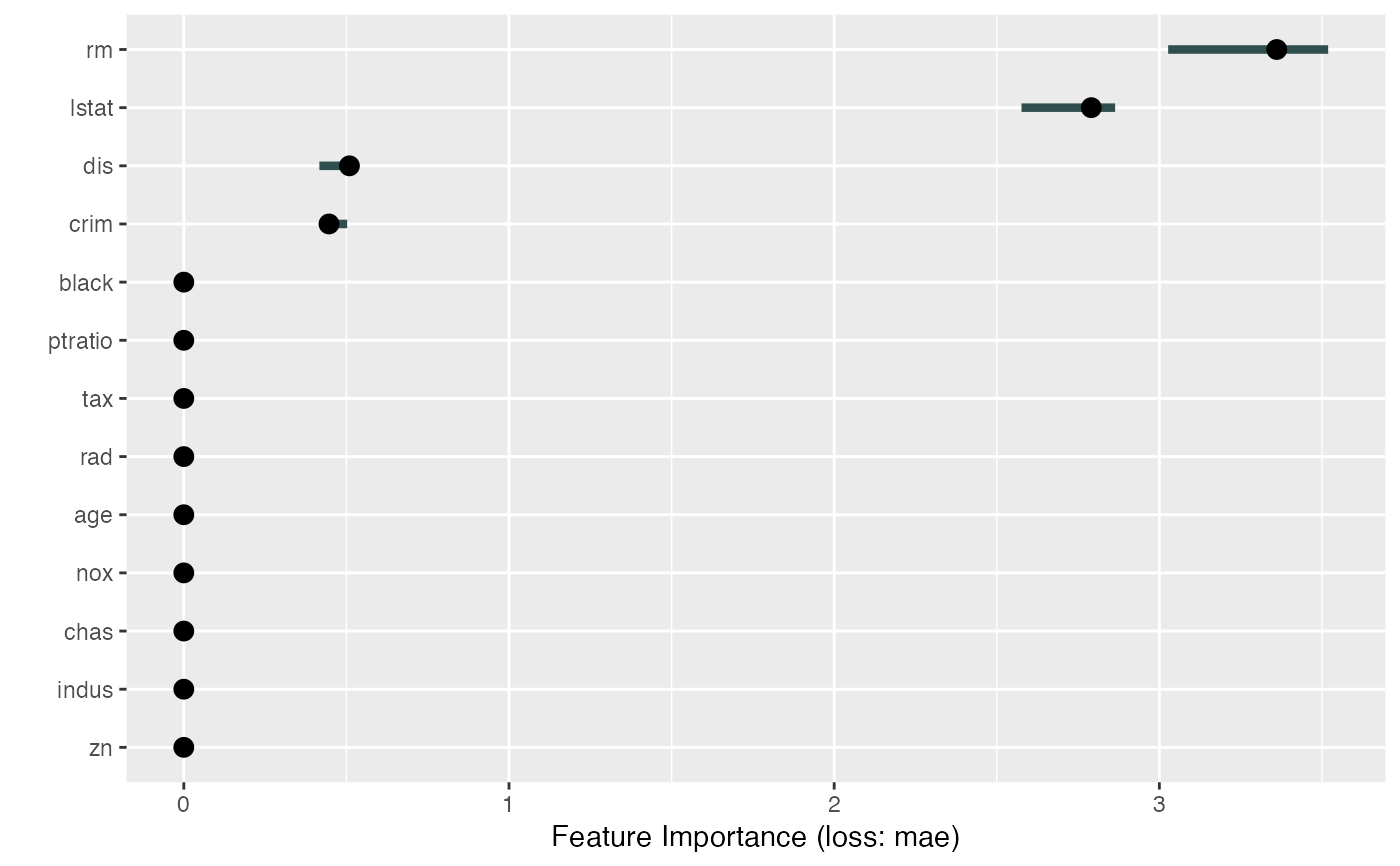 rm
lstat
dis
crim
black
ptratio
tax
rad
age
nox
chas
indus
zn
0 1 2 3
Feature Importance (loss: mae)